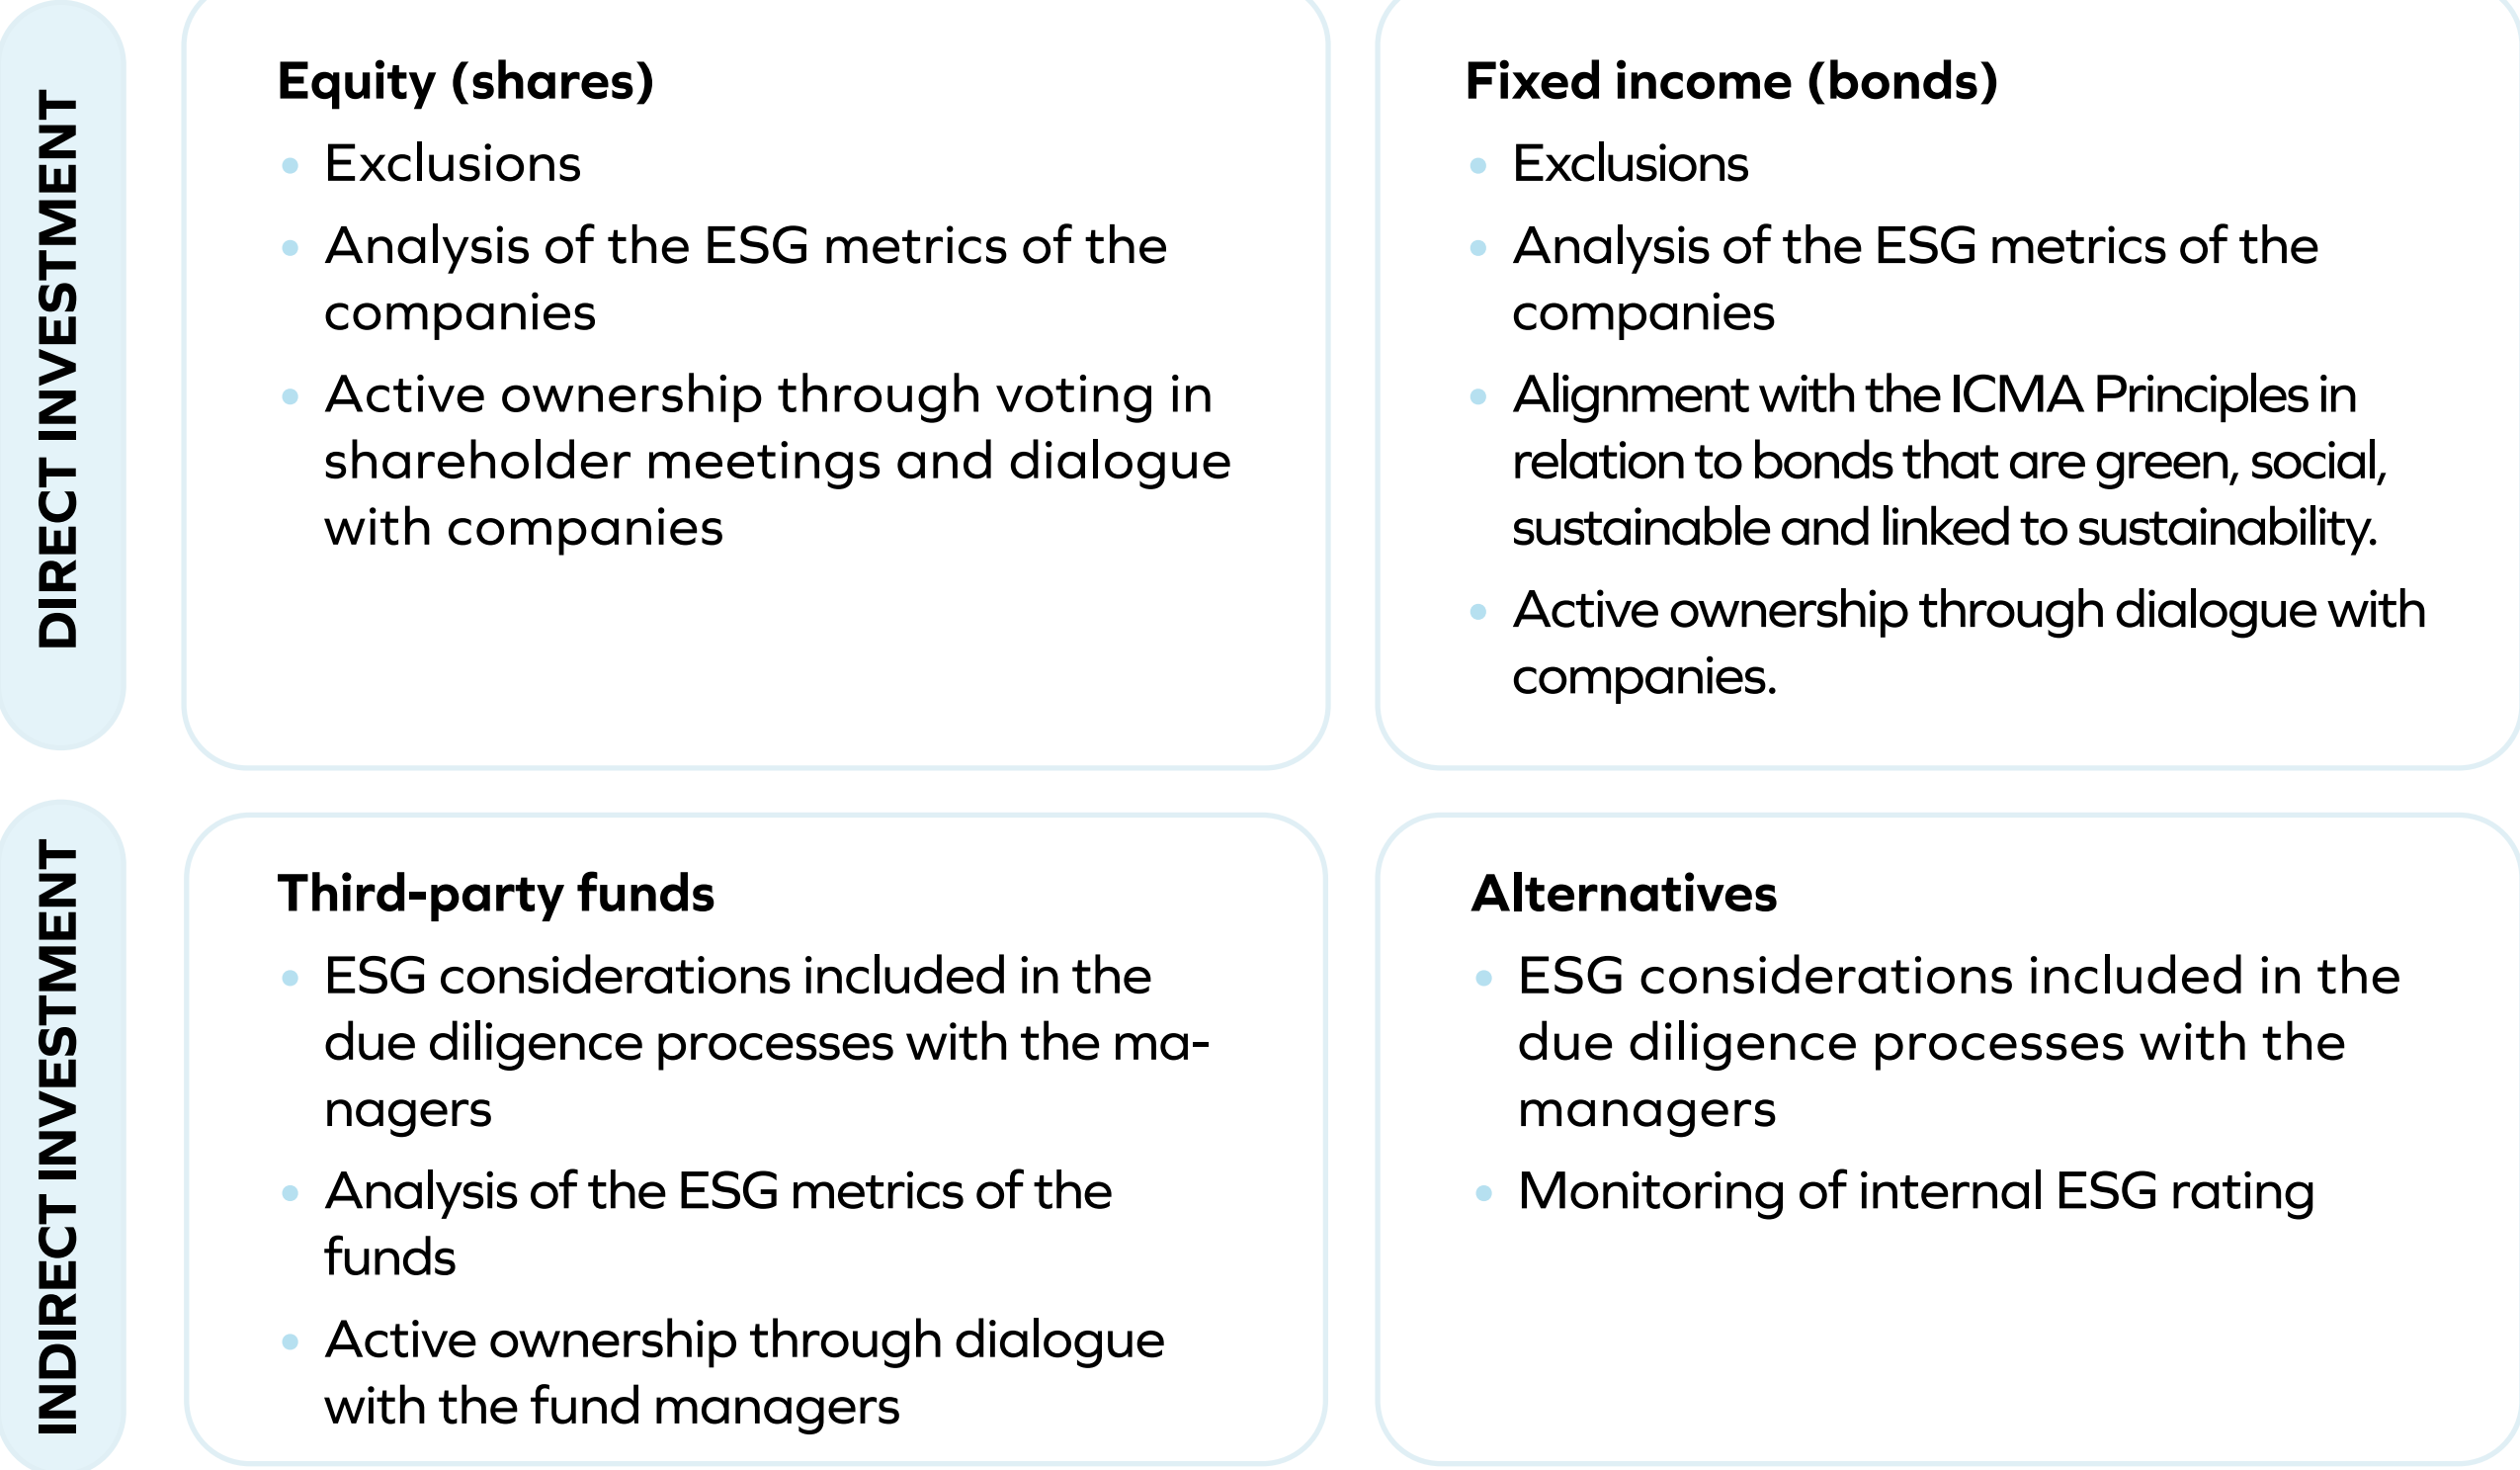 DIRECT INVESTMENT
Equity (shares)
Exclusions
Analysis of the ESG metrics of the
companies
Active ownership through voting in
shareholder meetings and dialogue
with companies
Fixed income (bonds)
Exclusions
Analysis of the ESG metrics of the
companies
Alignment with the ICMA Principles in
relation to bonds that are green, social,
sustainable and linked to sustainability.
Active ownership through dialogue with
companies.
INDIRECT INVESTMENT
Third-party funds
ESG considerations included in the
due diligence processes with the ma-
nagers
Analysis of the ESG metrics of the
funds
Active ownership through dialogue
with the fund managers
Alternatives
ESG considerations included in the
due diligence processes with the
managers
Monitoring of internal ESG rating